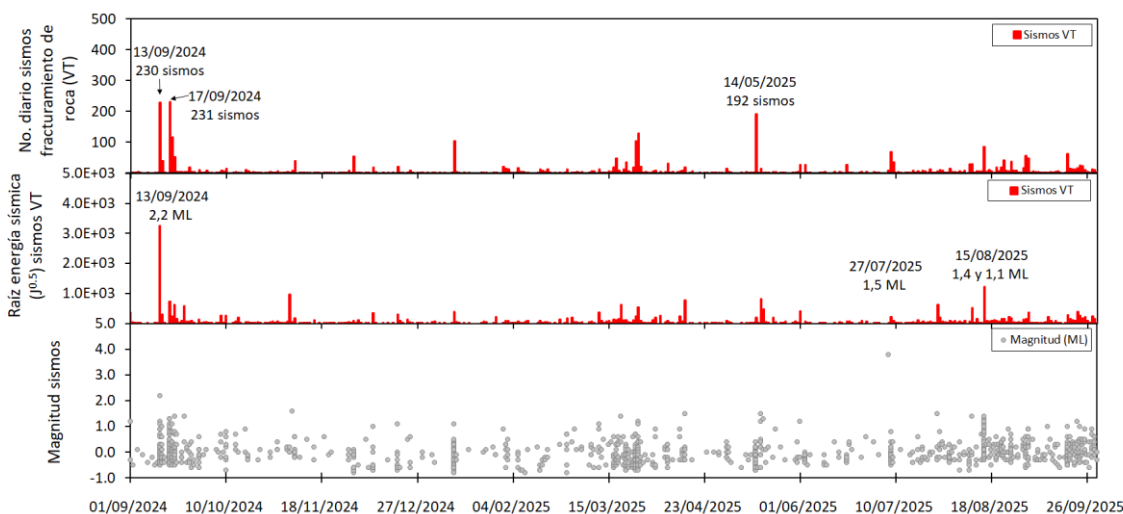 500
400
300
200
100
No. diario sismos
fracturamiento de
roca (VT)
Sismos VT
13/09/2024
230 sismos
17/09/2024
231 sismos
14/05/2025
192 sismos
5.0E+03
4.0E+03
3.0E+03
2.0E+03
1.0E+03
Raíz energía sísmica
(J^0.5) sismos VT
Sismos VT
13/09/2024
2,2 ML
27/07/2025
1,5 ML
15/08/2025
1,4 y 1,1 ML
5.0
4.0
3.0
2.0
1.0
0.0
-1.0
Magnitud sismos
Magnitud (ML)
01/09/2024 10/10/2024 18/11/2024 27/12/2024 04/02/2025 15/03/2025 23/04/2025 01/06/2025 10/07/2025 18/08/2025 26/09/2025